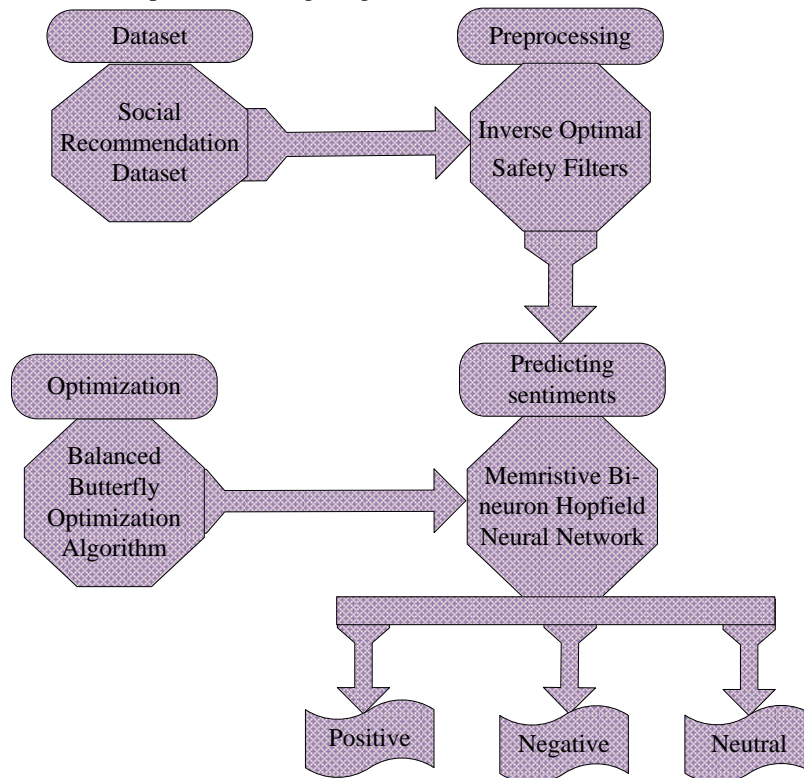 Dataset
Preprocessing
Social
Recommendation
Dataset
Inverse Optimal
Safety Filters
Optimization
Predicting
sentiments
Balanced
Butterfly
Optimization
Algorithm
Memristive Bi-
neuron Hopfield
Neural Network
Positive
Negative
Neutral